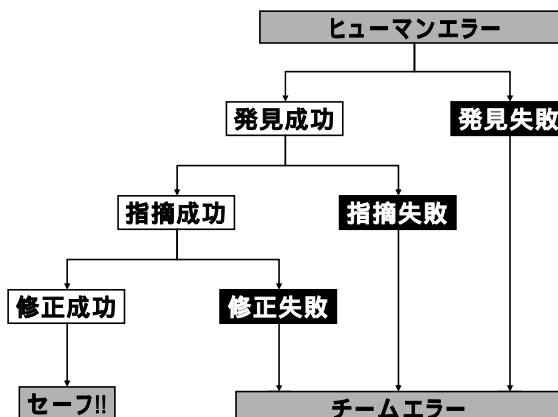 ヒューマンエラー
発見成功
発見失敗
指摘成功
指摘失敗
修正成功
修正失敗
セーフ!!
チームエラー